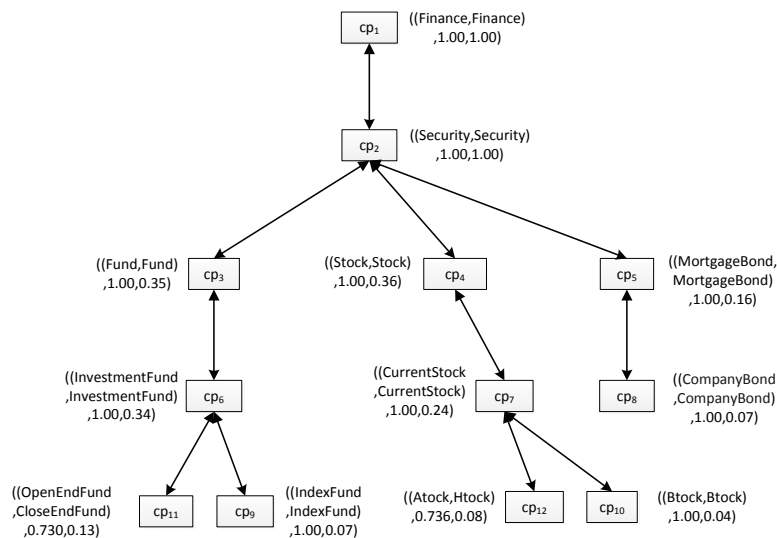 cp1
((Finance,Finance)
,1.00,1.00)
cp2
((Security,Security)
,1.00,1.00)
((Fund,Fund)
,1.00,0.35)
cp3
((Stock,Stock)
,1.00,0.36)
cp4
cp5
((MortgageBond,
MortgageBond)
,1.00,0.16)
((InvestmentFund
,InvestmentFund)
,1.00,0.34)
cp6
((CurrentStock
,CurrentStock)
,1.00,0.24)
cp7
cp8
((CompanyBond
,CompanyBond)
,1.00,0.07)
((OpenEndFund
,CloseEndFund)
,0.730,0.13)
cp11
cp9
((IndexFund
,IndexFund)
,1.00,0.07)
((Atock,Htock)
,0.736,0.08)
cp12
cp10
((Btock,Btock)
,1.00,0.04)